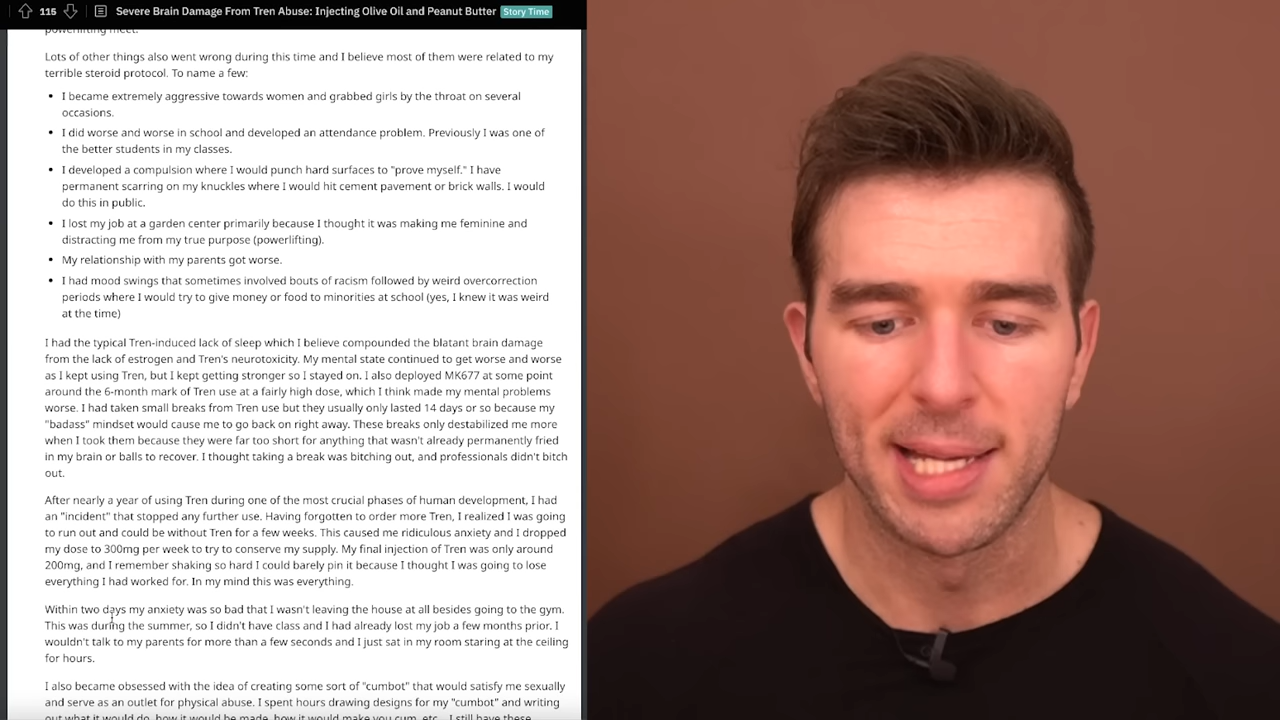 115 Severe Brain Damage From Tren Abuse: Injecting Olive Oil and Peanut Butter Story Time
powerlifting meet.
Lots of other things also went wrong during this time and I believe most of them were related to my
terrible steroid protocol. To name a few:
• I became extremely aggressive towards women and grabbed girls by the throat on several
occasions.
• I did worse and worse in school and developed an attendance problem. Previously I was one of
the better students in my classes.
• I developed a compulsion where I would punch hard surfaces to "prove myself." I have
permanent scarring on my knuckles where I would hit cement pavement or brick walls. I would
do this in public.
• I lost my job at a garden center primarily because I thought it was making me feminine and
distracting me from my true purpose (powerlifting).
• My relationship with my parents got worse.
• I had mood swings that sometimes involved bouts of racism followed by weird overcorrection
periods where I would try to give money or food to minorities at school (yes, I knew it was weird
at the time)
I had the typical Tren-induced lack of sleep which I believe compounded the blatant brain damage
from the lack of estrogen and Tren's neurotoxicity. My mental state continued to get worse and worse
as I kept using Tren, but I kept getting stronger so I stayed on. I also deployed MK677 at some point
around the 6-month mark of Tren use at a fairly high dose, which I think made my mental problems
worse. I had taken small breaks from Tren use but they usually only lasted 14 days or so because my
"badass" mindset would cause me to go back on right away. These breaks only destabilized me more
when I took them because they were far too short for anything that wasn't already permanently fried
in my brain or balls to recover. I thought taking a break was bitching out, and professionals didn't bitch
out.
After nearly a year of using Tren during one of the most crucial phases of human development, I had
an "incident" that stopped any further use. Having forgotten to order more Tren, I realized I was going
to run out and could be without Tren for a few weeks. This caused me ridiculous anxiety and I dropped
my dose to 300mg per week to try to conserve my supply. My final injection of Tren was only around
200mg, and I remember shaking so hard I could barely pin it because I thought I was going to lose
everything I had worked for. In my mind this was everything.
Within two days my anxiety was so bad that I wasn't leaving the house at all besides going to the gym.
This was during the summer, so I didn't have class and I had already lost my job a few months prior. I
wouldn't talk to my parents for more than a few seconds and I just sat in my room staring at the ceiling
for hours.
I also became obsessed with the idea of creating some sort of "cumbot" that would satisfy me sexually
and serve as an outlet for physical abuse. I spent hours drawing designs for my "cumbot" and writing
out what it would do, how it would be made, how it would make you cum, etc... I still have these